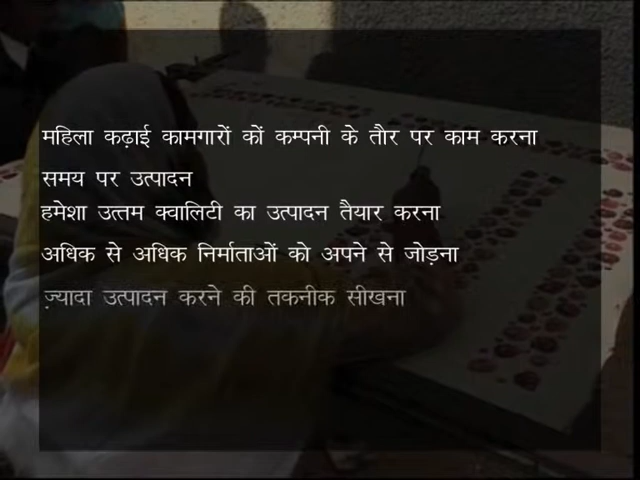 महिला कढ़ाई कामगारों कों कम्पनी के तौर पर काम करना
समय पर उत्पादन
हमेशा उत्तम क्वालिटी का उत्पादन तैयार करना
अधिक से अधिक निर्माताओं को अपने से जोड़ना
ज़्यादा उत्पादन करने की तकनीक सीखना